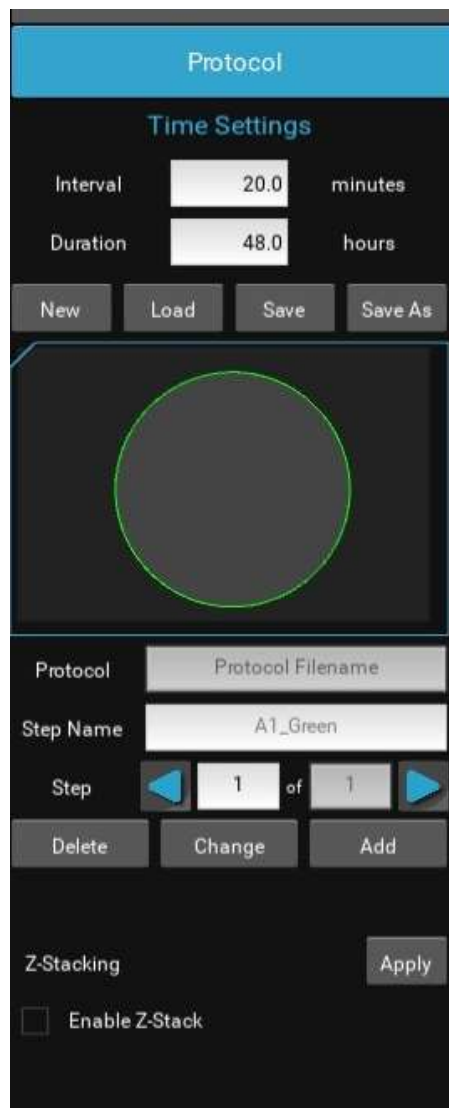 Protocol
Time Settings
Interval 20.0 minutes
Duration 48.0 hours
New Load Save Save As
Protocol Protocol Filename
Step Name A1_Green
Step 1 of 1
Delete Change Add
Z-Stacking Apply
Enable Z-Stack